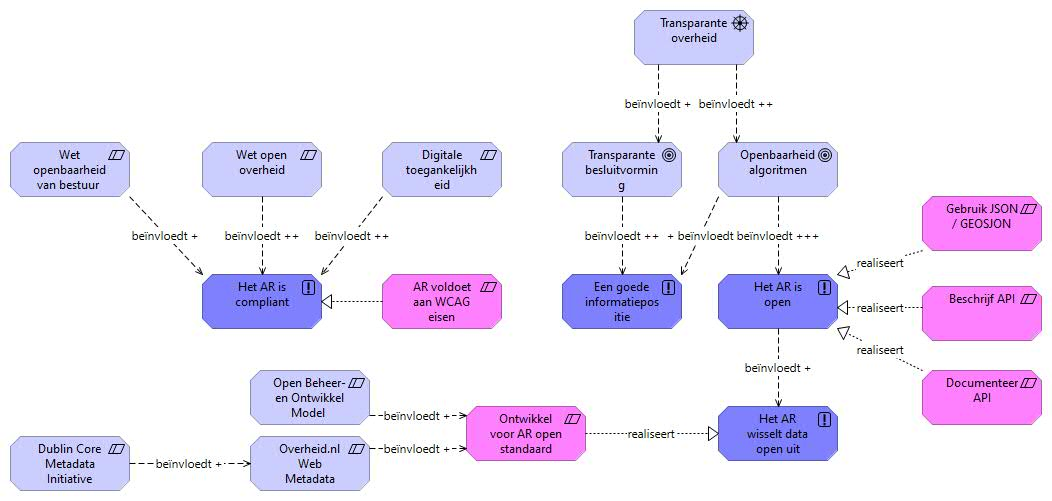 Transparante
overheid
beïnvloedt +
beïnvloedt ++
Wet
openbaarheid
van bestuur
Wet open
overheid
Digitale
toegankelijkh
eid
Transparante
besluitvormin
g
Openbaarheid
algoritmen
Gebruik JSON
/ GEOSJON
beïnvloedt +
beïnvloedt ++
beïnvloedt ++
beïnvloedt ++
+ beïnvloedt
beïnvloedt +++
realiseert
Het AR is
compliant
AR voldoet
aan WCAG
eisen
Een goede
informatiepos
itie
Het AR is
open
realiseert
Beschrijf API
realiseert
beïnvloedt +
Documenteer
API
Open Beheer-
en Ontwikkel
Model
beïnvloedt +
Ontwikkel
voor AR open
standaard
realiseert
Het AR
wisselt data
open uit
Dublin Core
Metadata
Initiative
beïnvloedt +
Overheid.nl
Web
Metadata
beïnvloedt +